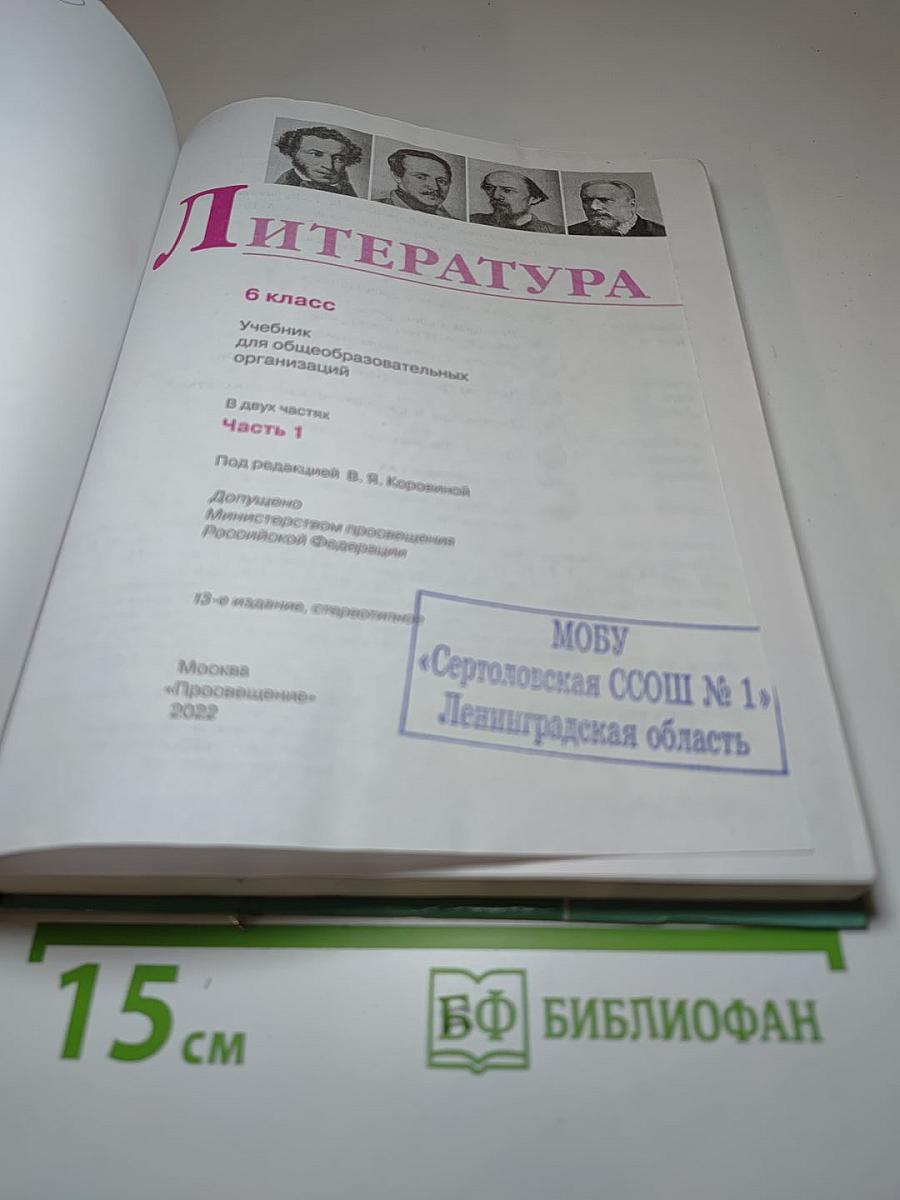 ЛИТЕРАТУРА
6 класс
Учебник
для общеобразовательных
организаций
В двух частях
Часть 1
Под редакцией В. Я. Коровиной
Допущено
Министерством просвещения
Российской Федерации
13-е издание, стереотипное
Москва
«Просвещение»
2022
МОБУ
«Сертоловская ССОШ № 1»
Ленинградская область
15 см
БФ БИБЛИОФАН